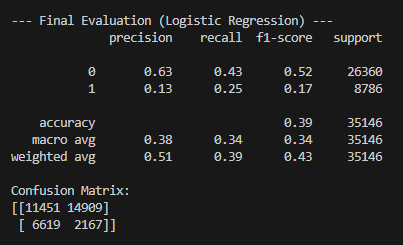 --- Final Evaluation (Logistic Regression) ---
precision recall f1-score support
0 0.63 0.43 0.52 26360
1 0.13 0.25 0.17 8786
accuracy 0.39 35146
macro avg 0.38 0.34 0.34 35146
weighted avg 0.51 0.39 0.43 35146
Confusion Matrix:
[[11451 14909]
[ 6619 2167]]